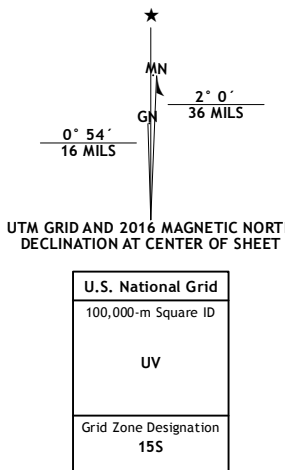 ★
MN
GN
2° 0´
36 MILS
0° 54´
16 MILS
UTM GRID AND 2016 MAGNETIC NORT
DECLINATION AT CENTER OF SHEET
U.S. National Grid
100,000-m Square ID
UV
Grid Zone Designation
15S